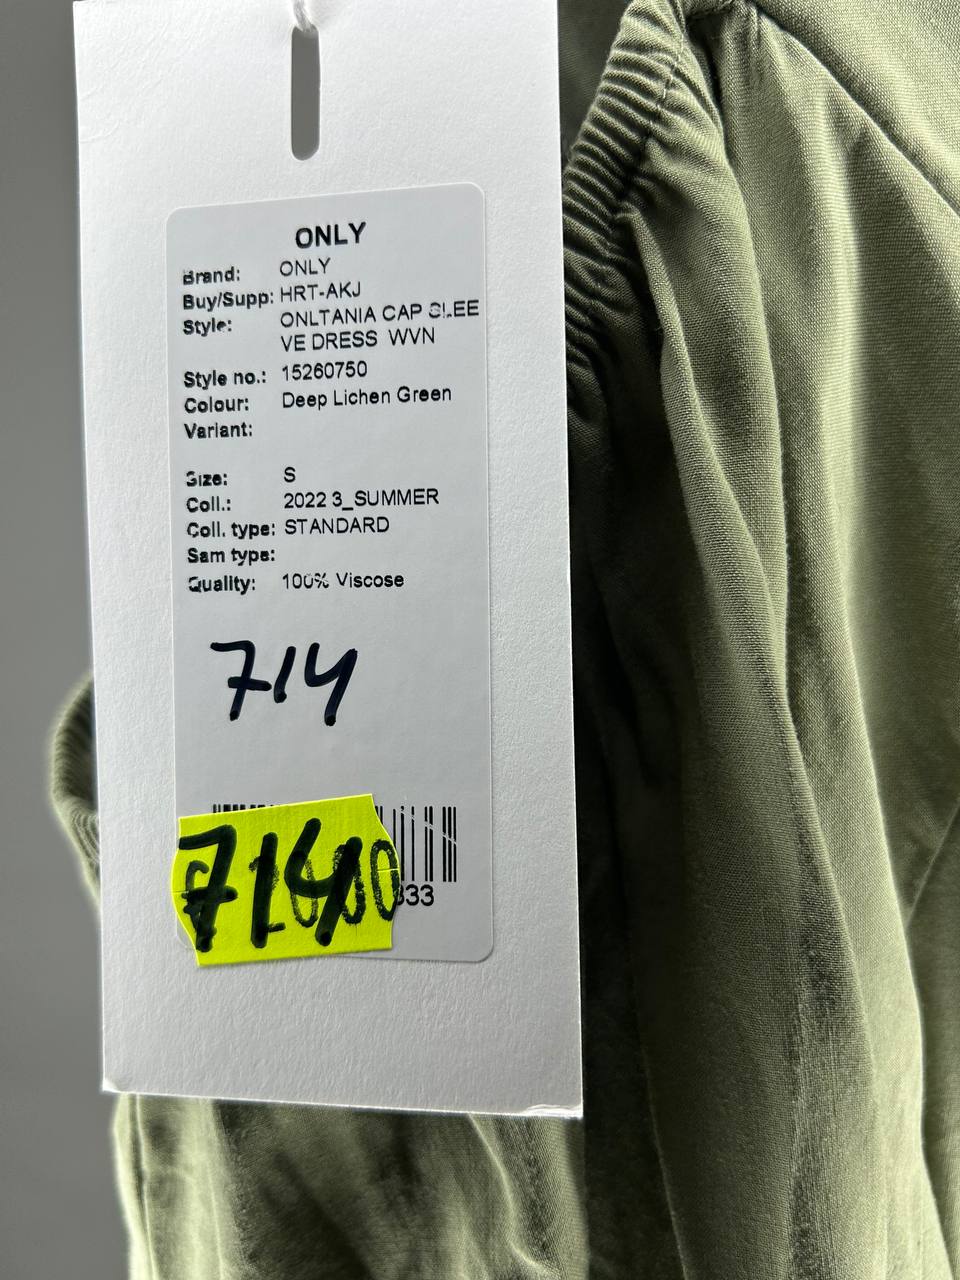 ONLY
Brand: ONLY
Buy/Supp: HRT-AKJ
Style: ONLTANIA CAP SLEE
VE DRESS WVN
Style no.: 15260750
Colour: Deep Lichen Green
Variant:
Size: S
Coll.: 2022 3_SUMMER
Coll. type: STANDARD
Sam type:
Quality: 100% Viscose
714
714
333